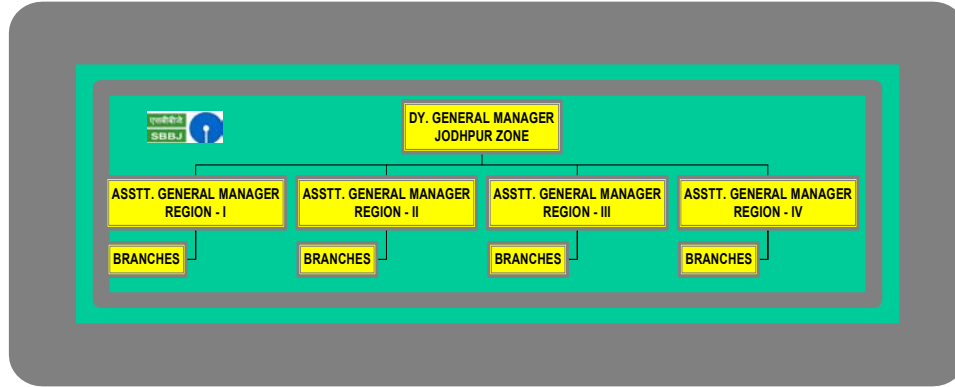 एसबीबीजे
SBBJ
DY. GENERAL MANAGER
JODHPUR ZONE
ASSTT. GENERAL MANAGER
REGION - I
ASSTT. GENERAL MANAGER
REGION - II
ASSTT. GENERAL MANAGER
REGION - III
ASSTT. GENERAL MANAGER
REGION - IV
BRANCHES
BRANCHES
BRANCHES
BRANCHES